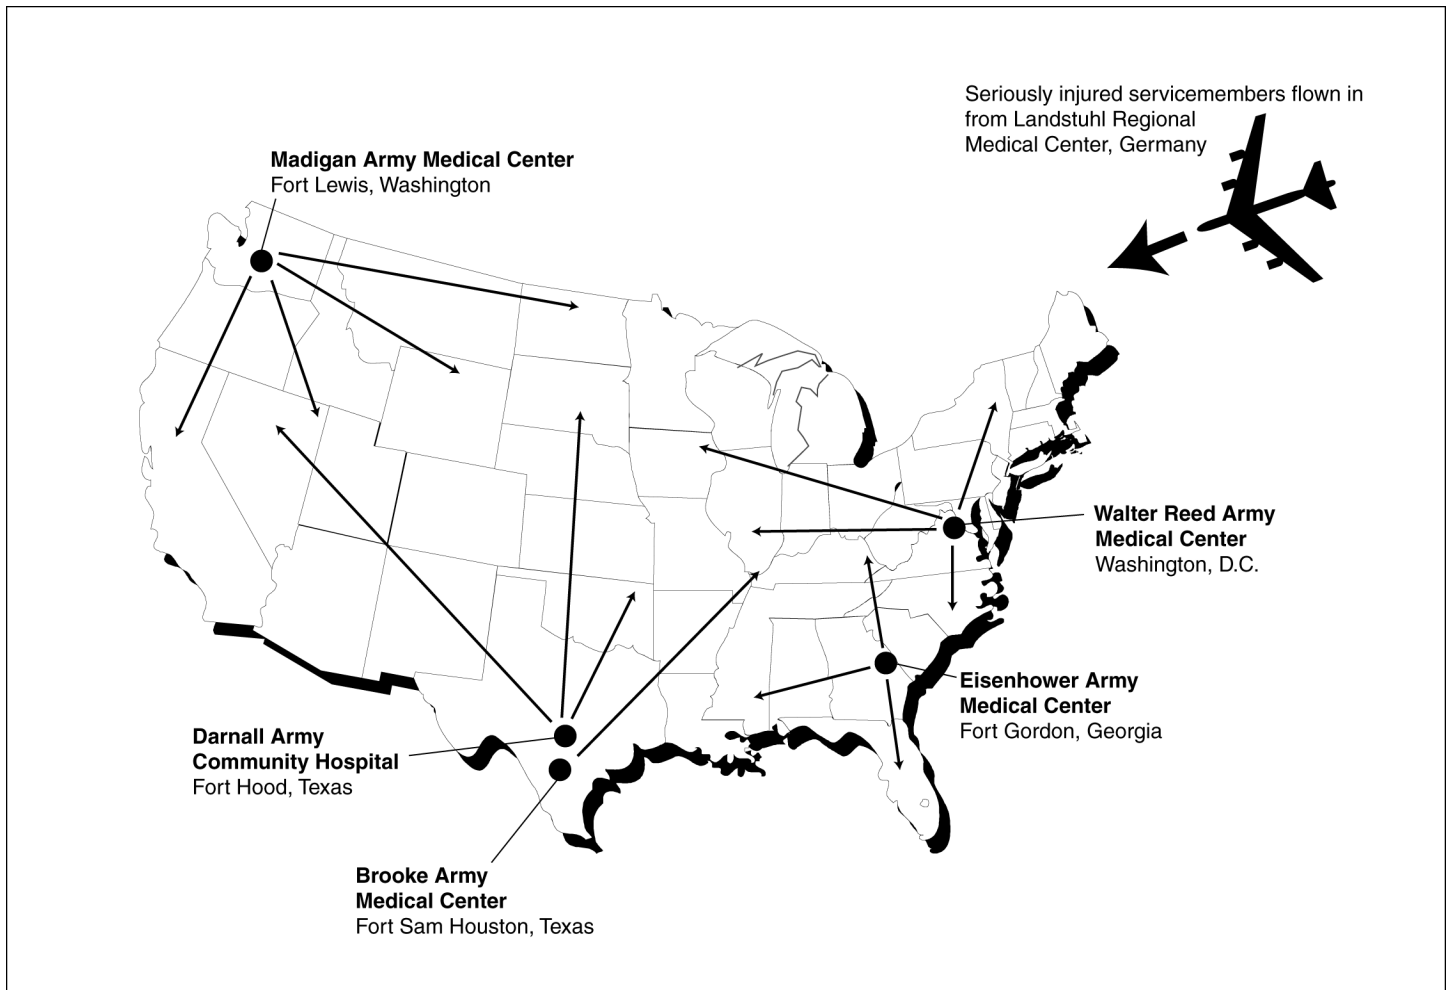 Seriously injured servicemembers flown in
from Landstuhl Regional
Medical Center, Germany
Madigan Army Medical Center
Fort Lewis, Washington
Walter Reed Army
Medical Center
Washington, D.C.
Eisenhower Army
Medical Center
Fort Gordon, Georgia
Darnall Army
Community Hospital
Fort Hood, Texas
Brooke Army
Medical Center
Fort Sam Houston, Texas